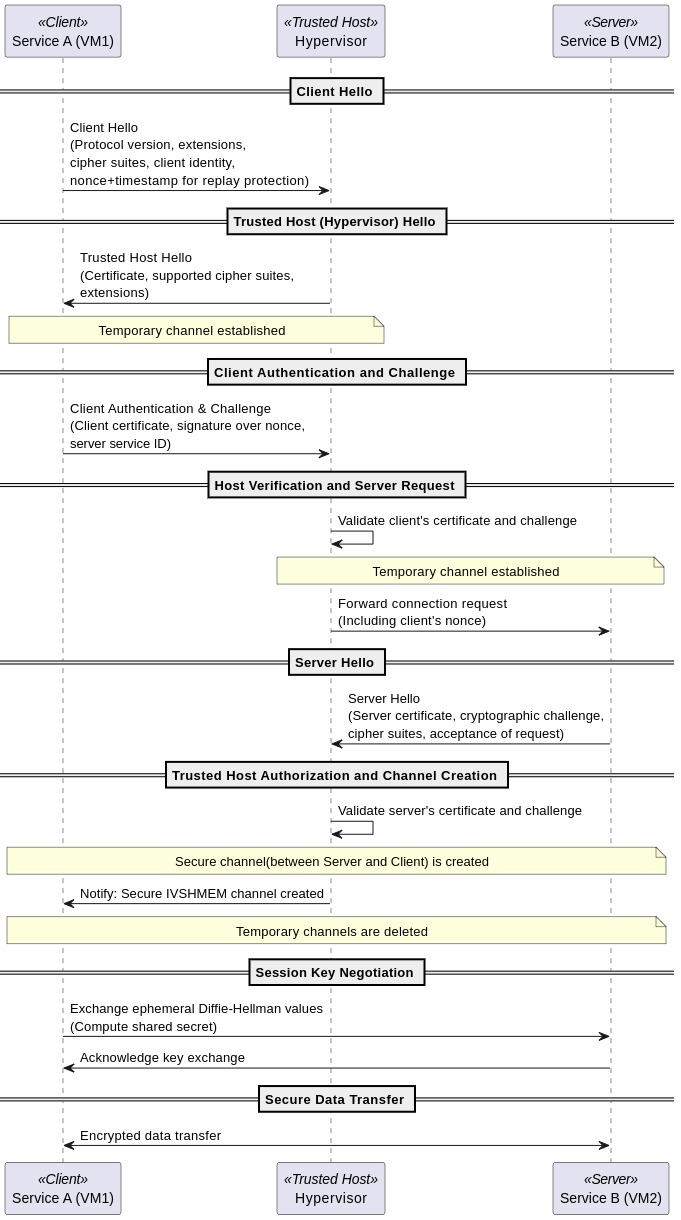 «Client»
Service A (VM1)
«Trusted Host»
Hypervisor
«Server»
Service B (VM2)
Client Hello
Client Hello
(Protocol version, extensions,
cipher suites, client identity,
nonce+timestamp for replay protection)
Trusted Host (Hypervisor) Hello
Trusted Host Hello
(Certificate, supported cipher suites,
extensions)
Temporary channel established
Client Authentication and Challenge
Client Authentication & Challenge
(Client certificate, signature over nonce,
server service ID)
Host Verification and Server Request
Validate client's certificate and challenge
Temporary channel established
Forward connection request
(Including client's nonce)
Server Hello
Server Hello
(Server certificate, cryptographic challenge,
cipher suites, acceptance of request)
Trusted Host Authorization and Channel Creation
Validate server's certificate and challenge
Secure channel(between Server and Client) is created
Notify: Secure IVSHMEM channel created
Temporary channels are deleted
Session Key Negotiation
Exchange ephemeral Diffie-Hellman values
(Compute shared secret)
Acknowledge key exchange
Secure Data Transfer
Encrypted data transfer
«Client»
Service A (VM1)
«Trusted Host»
Hypervisor
«Server»
Service B (VM2)